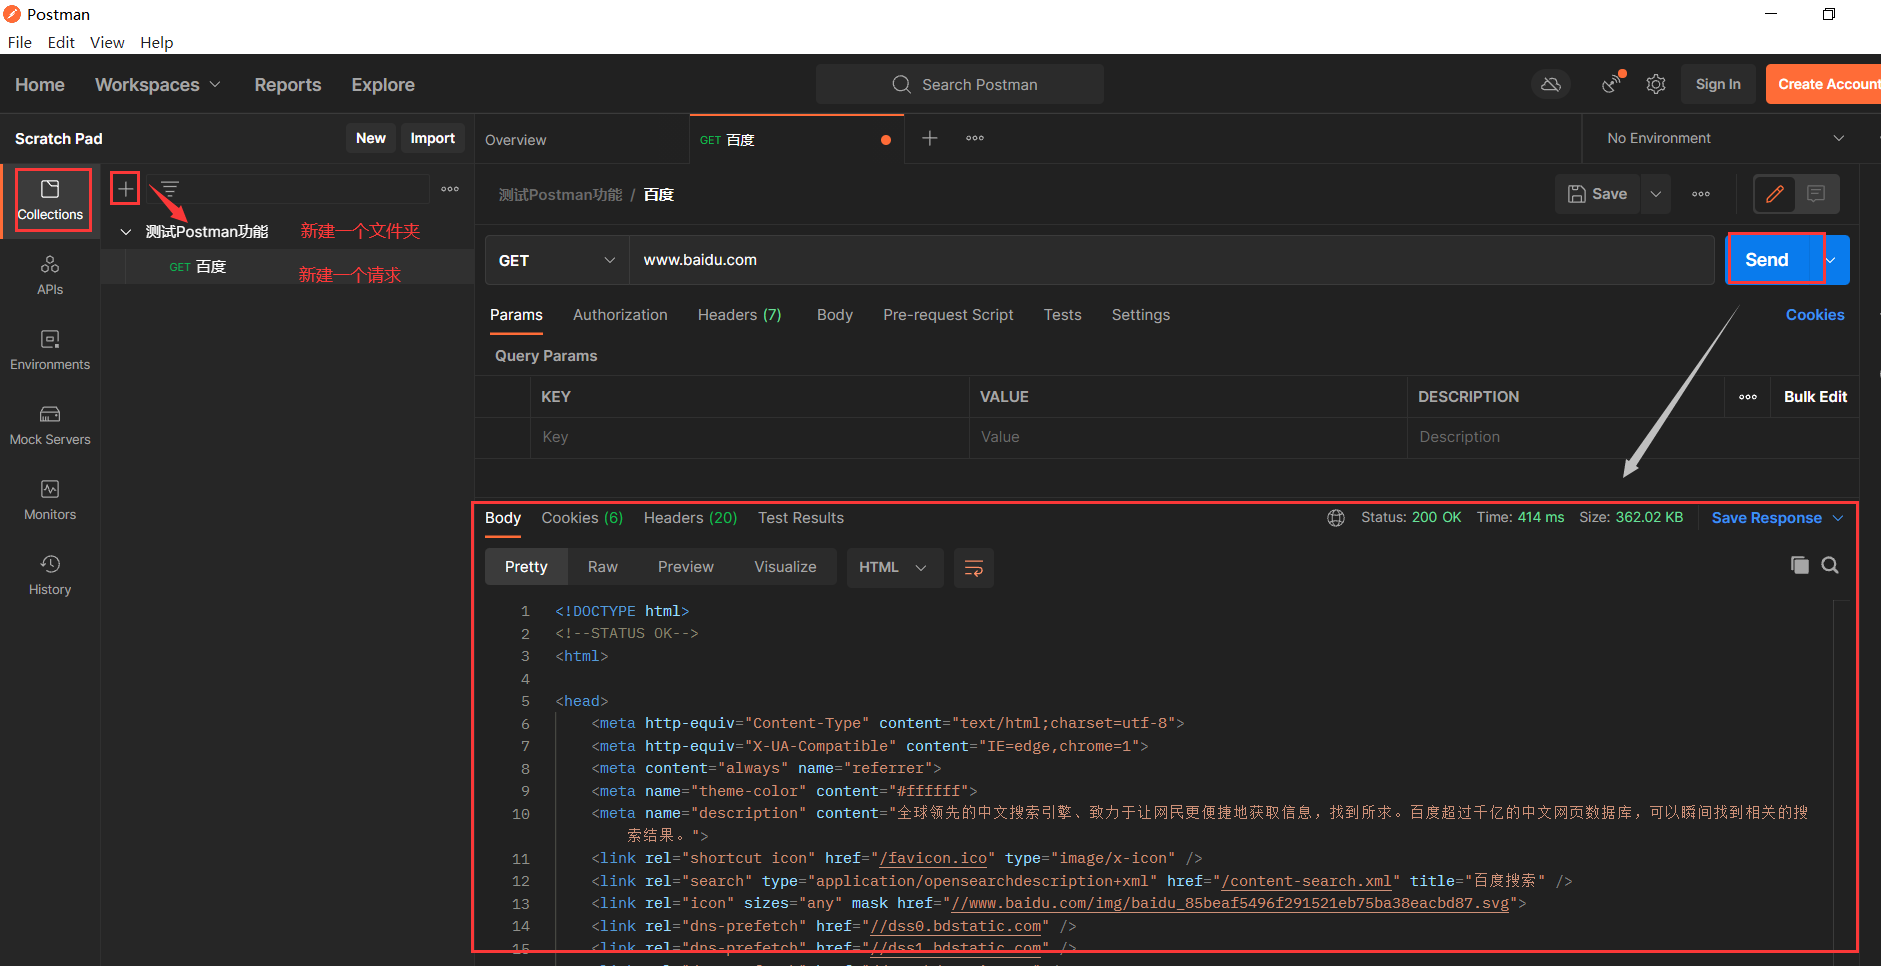 Postman
File Edit View Help
Home Workspaces Reports Explore Search Postman Sign In Create Account
Scratch Pad New Import Overview GET 百度 No Environment
Collections
APIs
Environments
Mock Servers
Monitors
History
测试Postman功能 新建一个文件夹
GET 百度 新建一个请求
测试Postman功能 / 百度 Save
GET www.baidu.com Send
Params Authorization Headers (7) Body Pre-request Script Tests Settings Cookies
Query Params
KEY VALUE DESCRIPTION Bulk Edit
Key Value Description
Body Cookies (6) Headers (20) Test Results Status: 200 OK Time: 414 ms Size: 362.02 KB Save Response
Pretty Raw Preview Visualize HTML
1 <!DOCTYPE html>
2 <!--STATUS OK-->
3 <html>
4
5 <head>
6 <meta http-equiv="Content-Type" content="text/html;charset=utf-8">
7 <meta http-equiv="X-UA-Compatible" content="IE=edge,chrome=1">
8 <meta content="always" name="referrer">
9 <meta name="theme-color" content="#ffffff">
10 <meta name="description" content="全球领先的中文搜索引擎、致力于让网民更便捷地获取信息，找到所求。百度超过千亿的中文网页数据库，可以瞬间找到相关的搜
索结果。">
11 <link rel="shortcut icon" href="/favicon.ico" type="image/x-icon" />
12 <link rel="search" type="application/opensearchdescription+xml" href="/content-search.xml" title="百度搜索" />
13 <link rel="icon" sizes="any" mask href="//www.baidu.com/img/baidu_85beaf5496f291521eb75ba38eacbd87.svg">
14 <link rel="dns-prefetch" href="//dss0.bdstatic.com" />
15 <link rel="dns-prefetch" href="//dss1.bdstatic.com" />